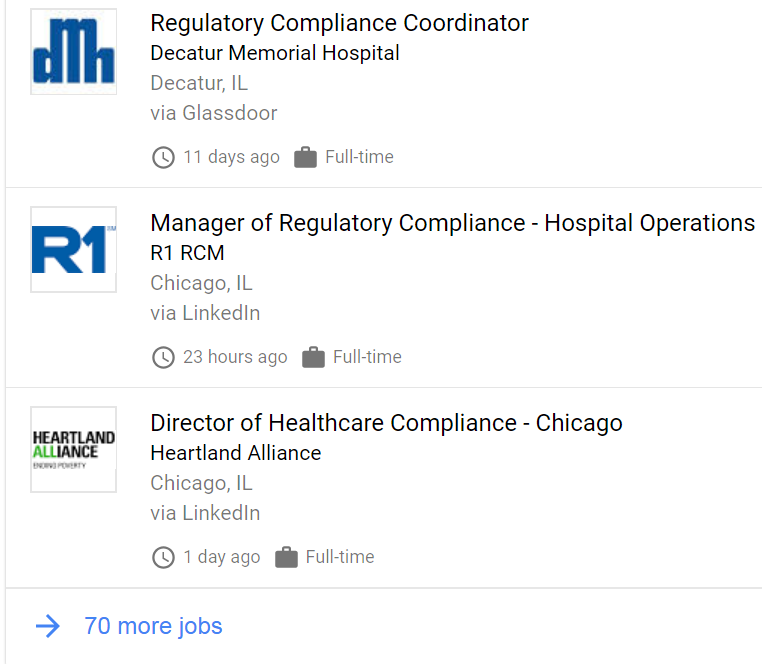 dmh
Regulatory Compliance Coordinator
Decatur Memorial Hospital
Decatur, IL
via Glassdoor
11 days ago Full-time
R1 SM
Manager of Regulatory Compliance - Hospital Operations
R1 RCM
Chicago, IL
via LinkedIn
23 hours ago Full-time
HEARTLAND
ALLIANCE
ENDING POVERTY
Director of Healthcare Compliance - Chicago
Heartland Alliance
Chicago, IL
via LinkedIn
1 day ago Full-time
70 more jobs